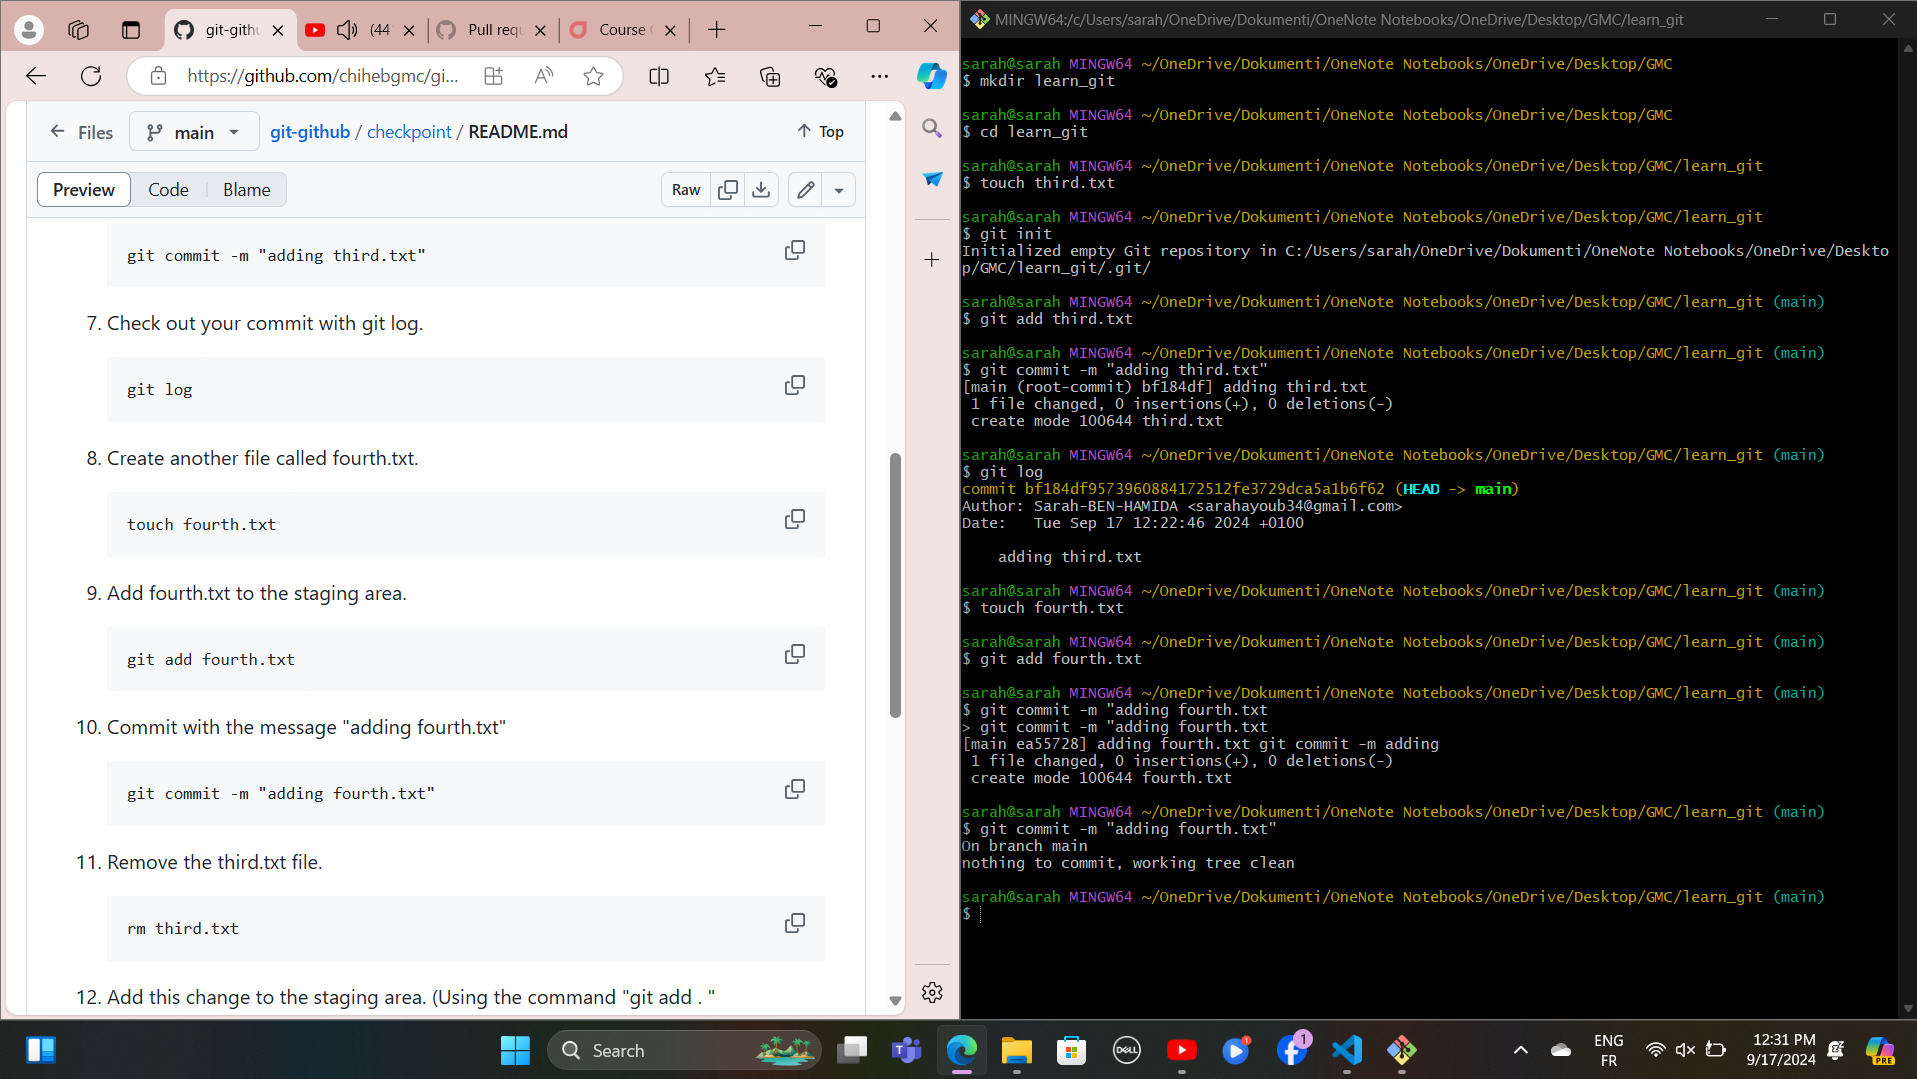 git-githu
(44
Pull req
Course
https://github.com/chihebgmc/gi...
Files
main
git-github / checkpoint / README.md
Top
Preview
Code
Blame
Raw
git commit -m "adding third.txt"
7. Check out your commit with git log.
git log
8. Create another file called fourth.txt.
touch fourth.txt
9. Add fourth.txt to the staging area.
git add fourth.txt
10. Commit with the message "adding fourth.txt"
git commit -m "adding fourth.txt"
11. Remove the third.txt file.
rm third.txt
12. Add this change to the staging area. (Using the command "git add . "
MINGW64:/c/Users/sarah/OneDrive/Dokumenti/OneNote Notebooks/OneDrive/Desktop/GMC/learn_git
sarah@sarah MINGW64 ~/OneDrive/Dokumenti/OneNote Notebooks/OneDrive/Desktop/GMC
$ mkdir learn_git
sarah@sarah MINGW64 ~/OneDrive/Dokumenti/OneNote Notebooks/OneDrive/Desktop/GMC
$ cd learn_git
sarah@sarah MINGW64 ~/OneDrive/Dokumenti/OneNote Notebooks/OneDrive/Desktop/GMC/learn_git
$ touch third.txt
sarah@sarah MINGW64 ~/OneDrive/Dokumenti/OneNote Notebooks/OneDrive/Desktop/GMC/learn_git
$ git init
Initialized empty Git repository in C:/Users/sarah/OneDrive/Dokumenti/OneNote Notebooks/OneDrive/Deskto
p/GMC/learn_git/.git/
sarah@sarah MINGW64 ~/OneDrive/Dokumenti/OneNote Notebooks/OneDrive/Desktop/GMC/learn_git (main)
$ git add third.txt
sarah@sarah MINGW64 ~/OneDrive/Dokumenti/OneNote Notebooks/OneDrive/Desktop/GMC/learn_git (main)
$ git commit -m "adding third.txt"
[main (root-commit) bf184df] adding third.txt
1 file changed, 0 insertions(+), 0 deletions(-)
create mode 100644 third.txt
sarah@sarah MINGW64 ~/OneDrive/Dokumenti/OneNote Notebooks/OneDrive/Desktop/GMC/learn_git (main)
$ git log
commit bf184df9573960884172512fe3729dca5a1b6f62 (HEAD -> main)
Author: Sarah-BEN-HAMIDA <sarahayoub34@gmail.com>
Date: Tue Sep 17 12:22:46 2024 +0100
adding third.txt
sarah@sarah MINGW64 ~/OneDrive/Dokumenti/OneNote Notebooks/OneDrive/Desktop/GMC/learn_git (main)
$ touch fourth.txt
sarah@sarah MINGW64 ~/OneDrive/Dokumenti/OneNote Notebooks/OneDrive/Desktop/GMC/learn_git (main)
$ git add fourth.txt
sarah@sarah MINGW64 ~/OneDrive/Dokumenti/OneNote Notebooks/OneDrive/Desktop/GMC/learn_git (main)
$ git commit -m "adding fourth.txt
> git commit -m "adding fourth.txt
[main ea55728] adding fourth.txt git commit -m adding
1 file changed, 0 insertions(+), 0 deletions(-)
create mode 100644 fourth.txt
sarah@sarah MINGW64 ~/OneDrive/Dokumenti/OneNote Notebooks/OneDrive/Desktop/GMC/learn_git (main)
$ git commit -m "adding fourth.txt"
On branch main
nothing to commit, working tree clean
sarah@sarah MINGW64 ~/OneDrive/Dokumenti/OneNote Notebooks/OneDrive/Desktop/GMC/learn_git (main)
$
Search
DELL
1
ENG
FR
12:31 PM
9/17/2024
PRE